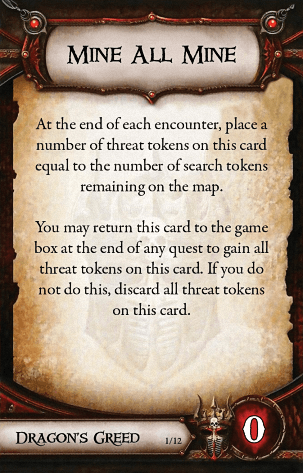 Mine All Mine
At the end of each encounter, place a
number of threat tokens on this card
equal to the number of search tokens
remaining on the map.
You may return this card to the game
box at the end of any quest to gain all
threat tokens on this card. If you do
not do this, discard all threat tokens
on this card.
Dragon's Greed 1/12 0